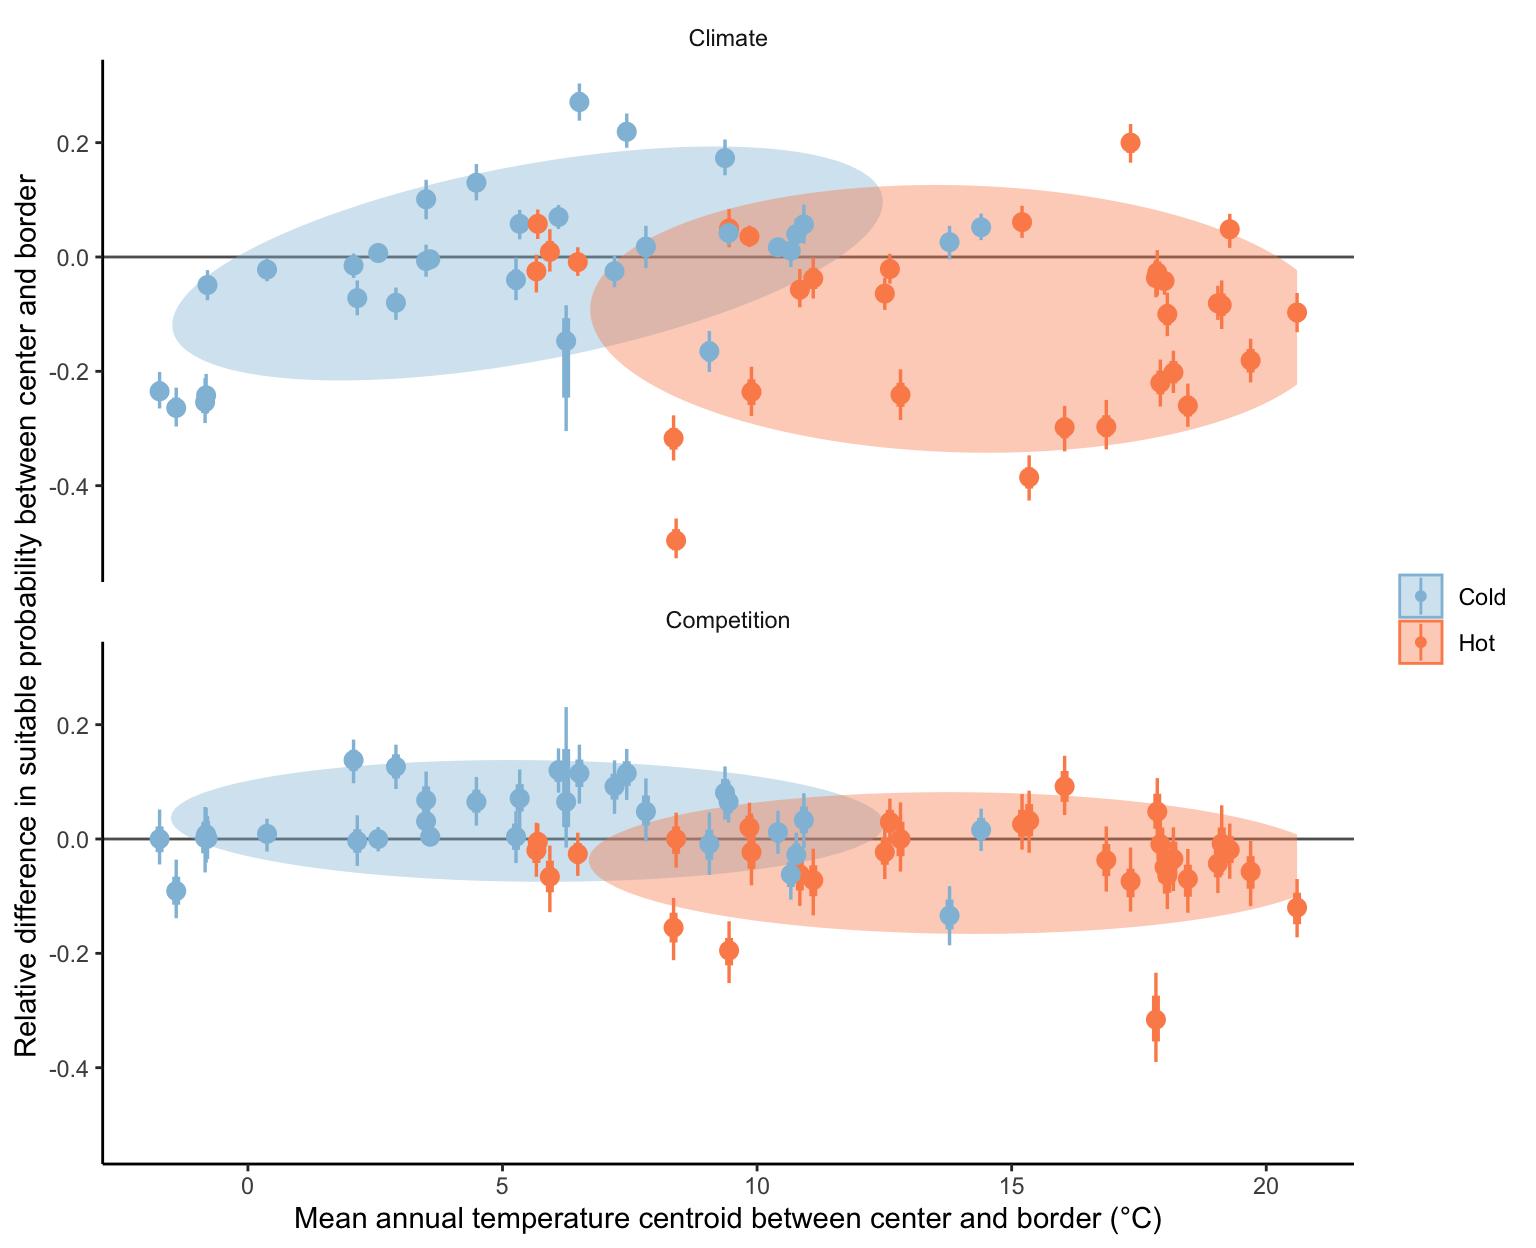 Climate
0.2
0.0
-0.2
-0.4
Relative difference in suitable probability between center and border
Cold
Hot
Competition
0.2
0.0
-0.2
-0.4
0 5 10 15 20
Mean annual temperature centroid between center and border (°C)